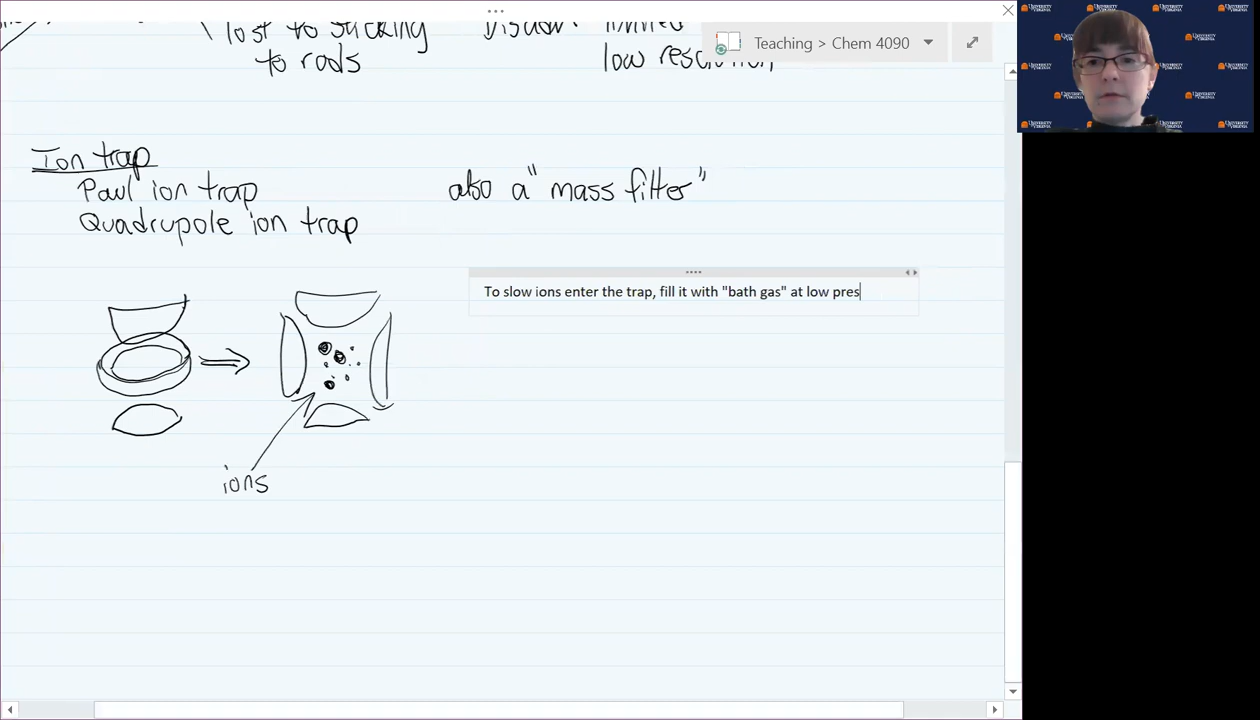 lost to sticking
to rods
limited
low resolution
Teaching > Chem 4090
Ion trap
Paul ion trap
Quadrupole ion trap
also a "mass filter"
To slow ions enter the trap, fill it with "bath gas" at low pres
ions